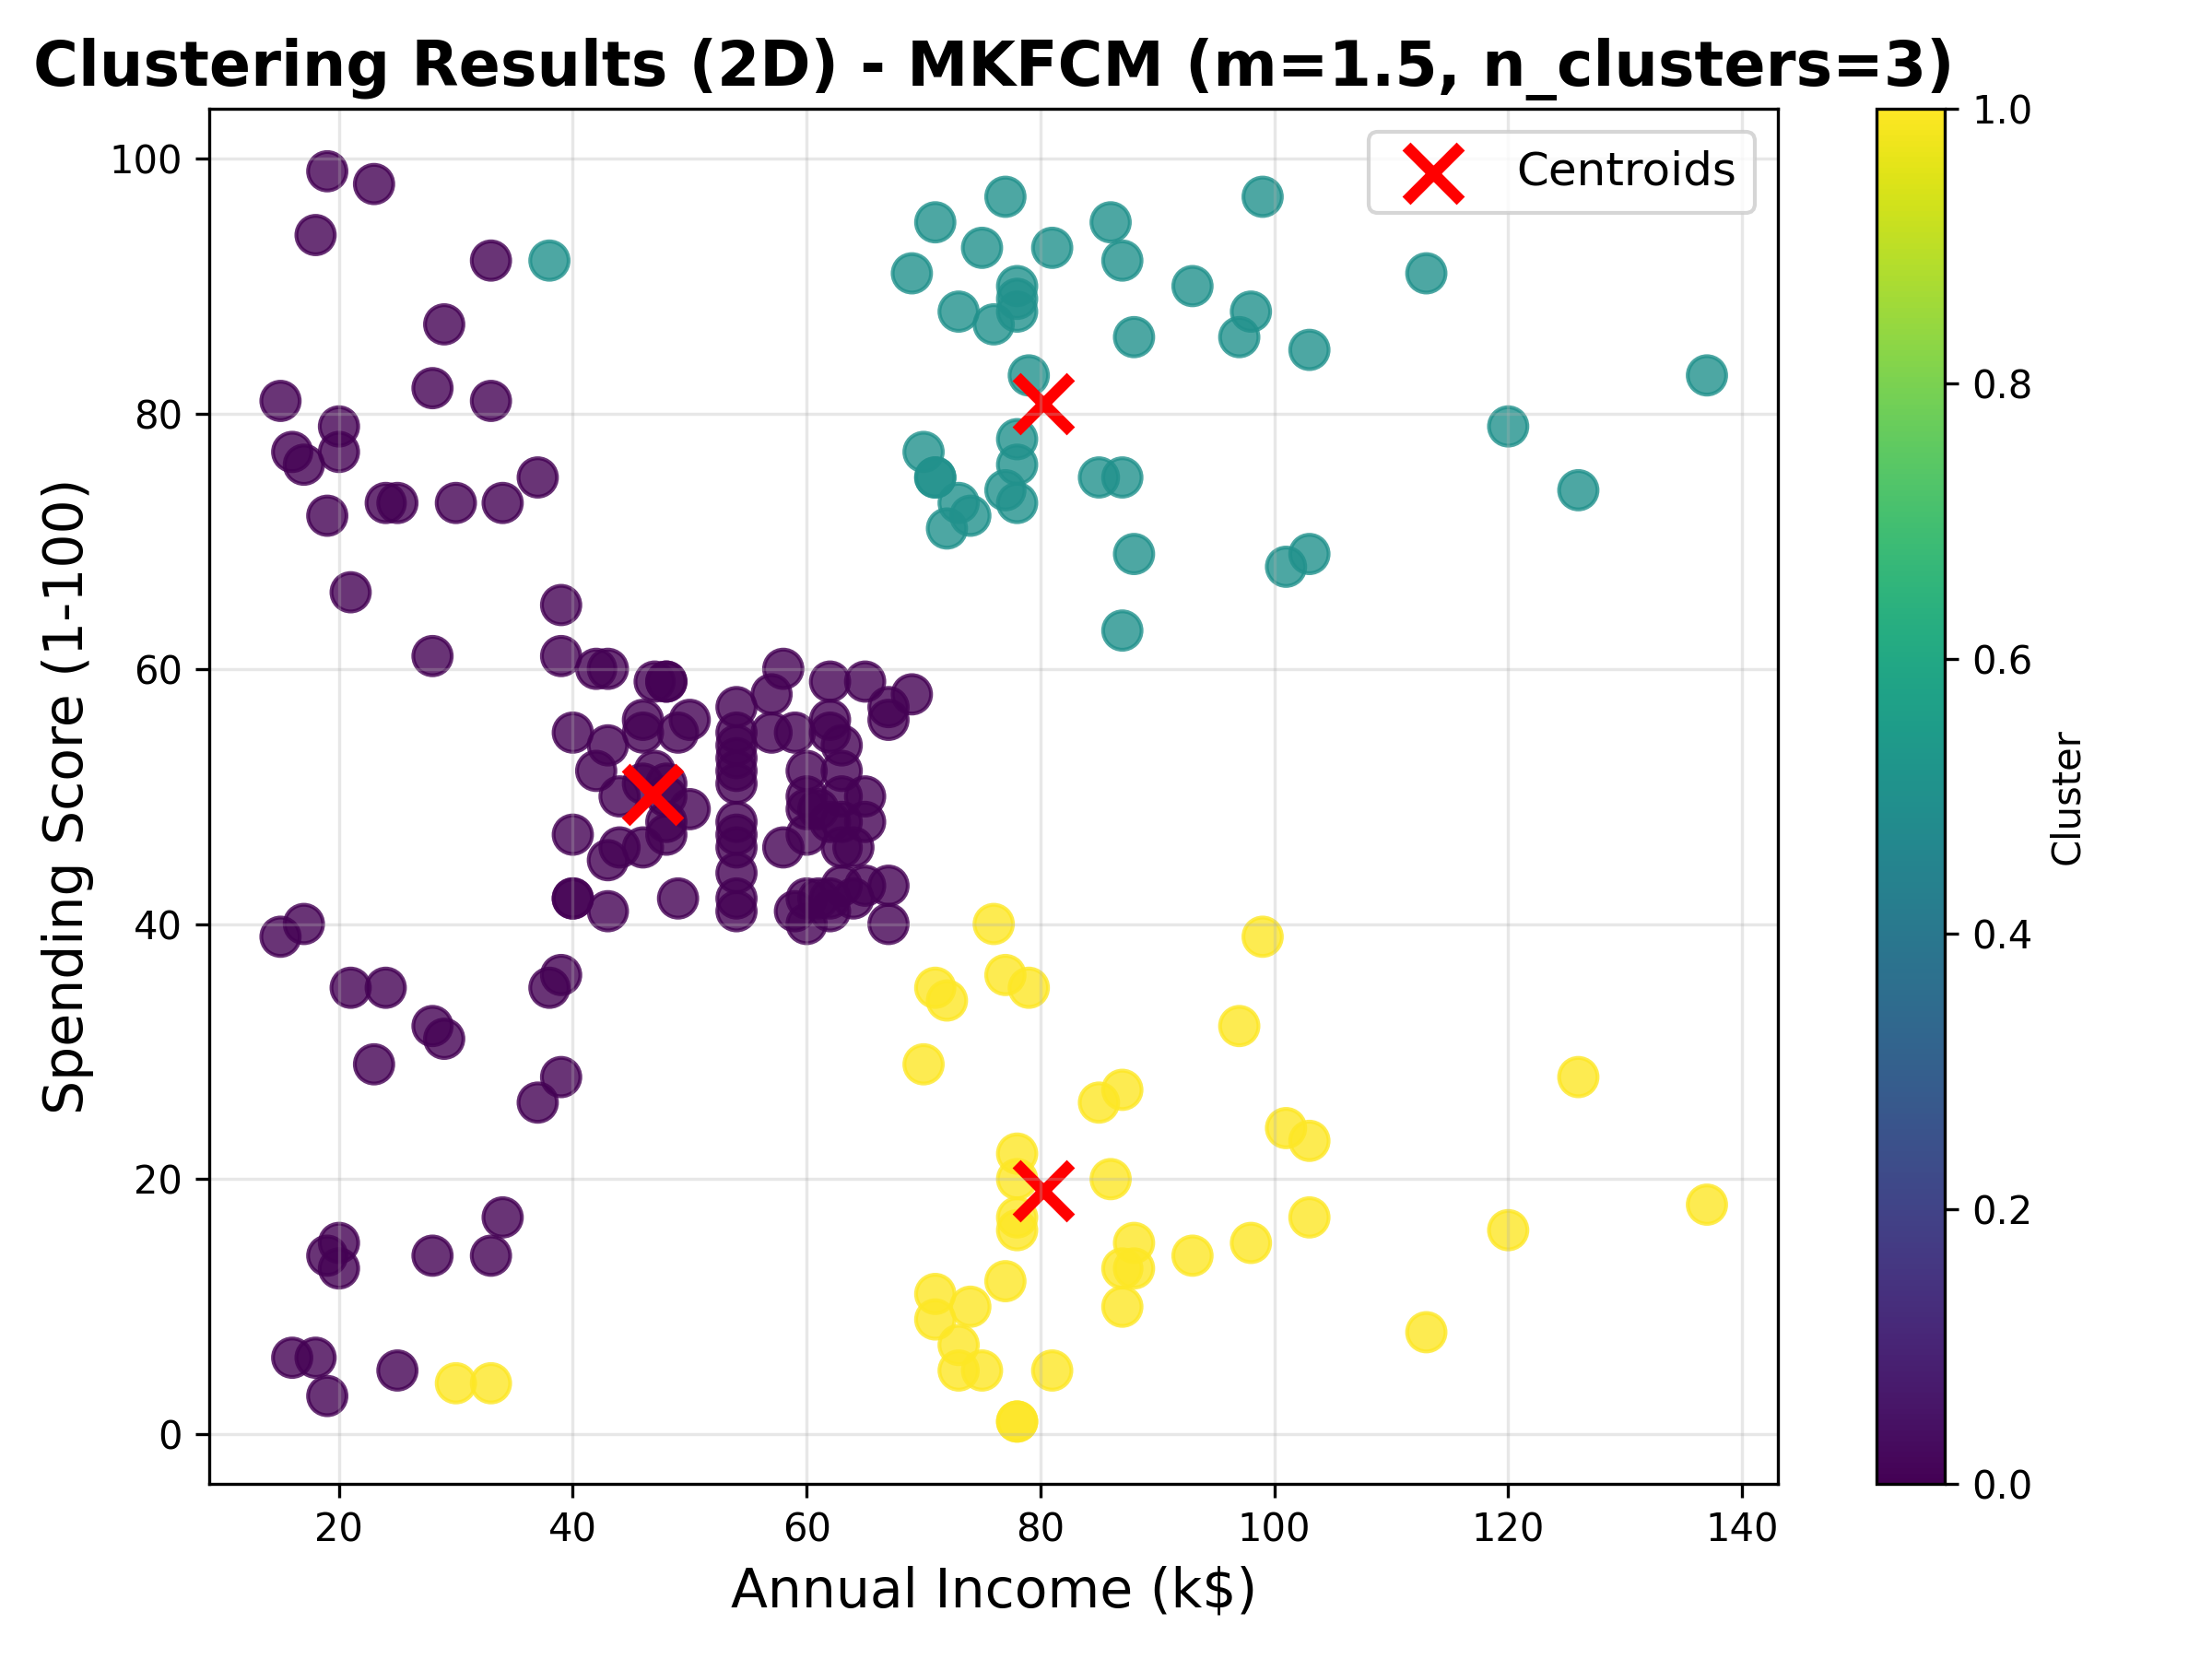 Clustering Results (2D) - MKFCM (m=1.5, n_clusters=3)
Centroids
Spending Score (1-100)
100
80
60
40
20
0
20 40 60 80 100 120 140
Annual Income (k$)
1.0
0.8
0.6
0.4
0.2
0.0
Cluster